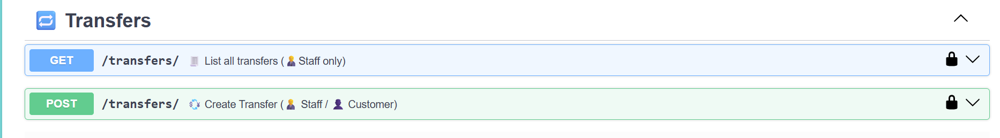 Transfers
GET /transfers/ List all transfers (Staff only)
POST /transfers/ Create Transfer ( Staff / Customer)